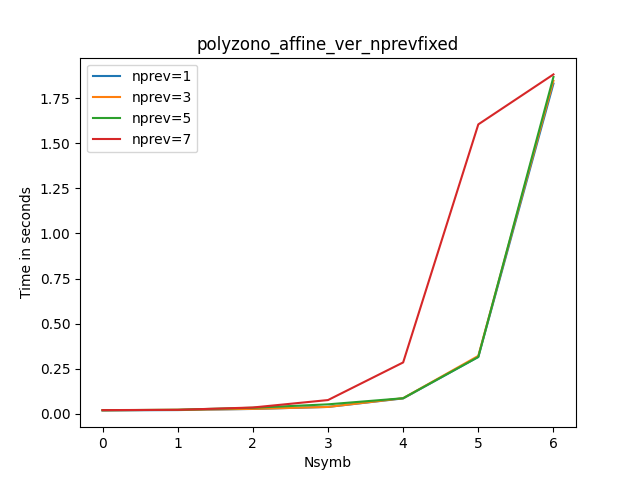 polyzono_affine_ver_nprevfixed
nprev=1
nprev=3
nprev=5
nprev=7
1.75
1.50
1.25
1.00
0.75
0.50
0.25
0.00
Time in seconds
0 1 2 3 4 5 6
Nsymb